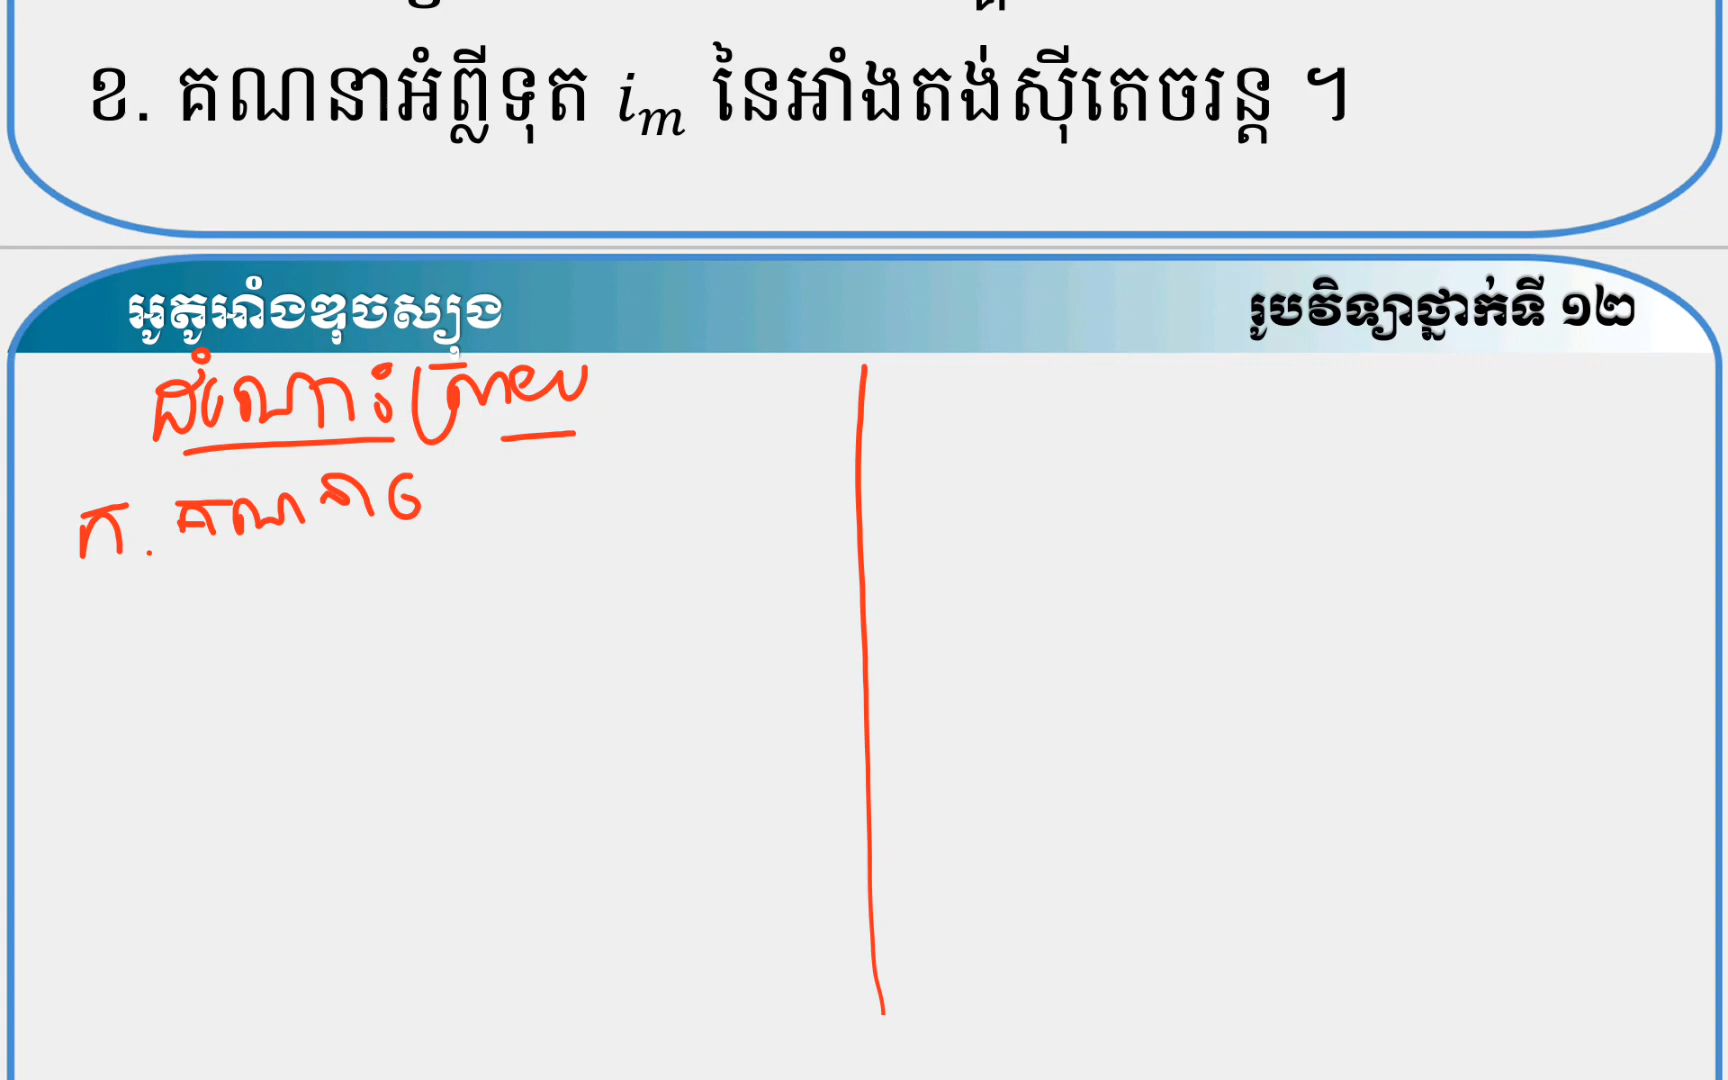 ខ. គណនាអំព្លីទុត i_m នៃអាំងតង់ស៊ីតេចរន្ត ។
អូតូអាំងឌុចស្យុង
រូបវិទ្យាថ្នាក់ទី ១២
ដំណោះស្រាយ
ក. គណនា